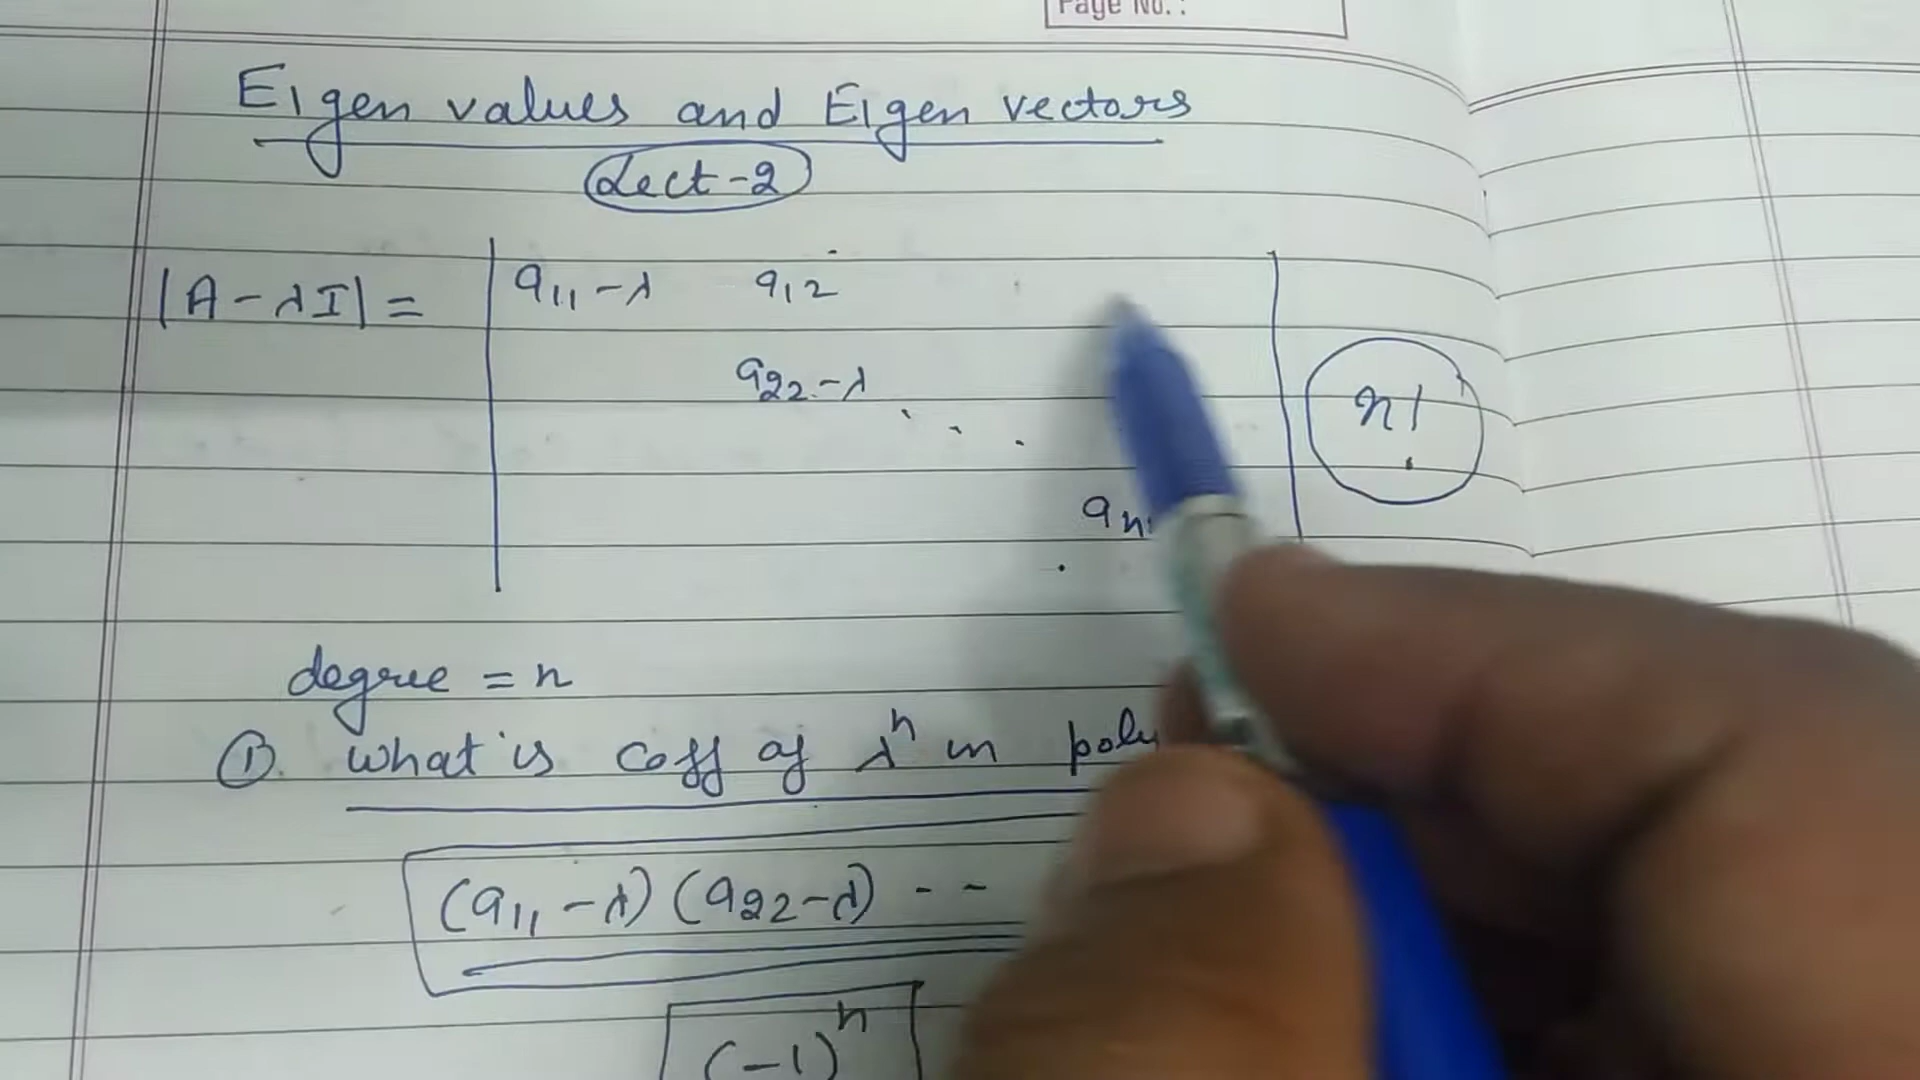 Page No. :
Eigen values and Eigen vectors
Lect-2
|A - λI| = | a11 - λ a12
a22 - λ
n!
degree = n
①. what is coff of λ^n in poly
(a11 - λ) (a22 - λ) - -
(-1)^n